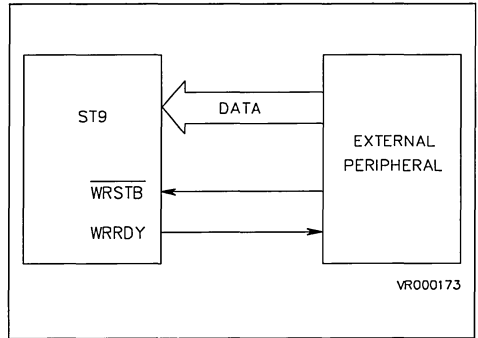 ST9
DATA
EXTERNAL
PERIPHERAL
WRSTB
WRRDY
VR000173